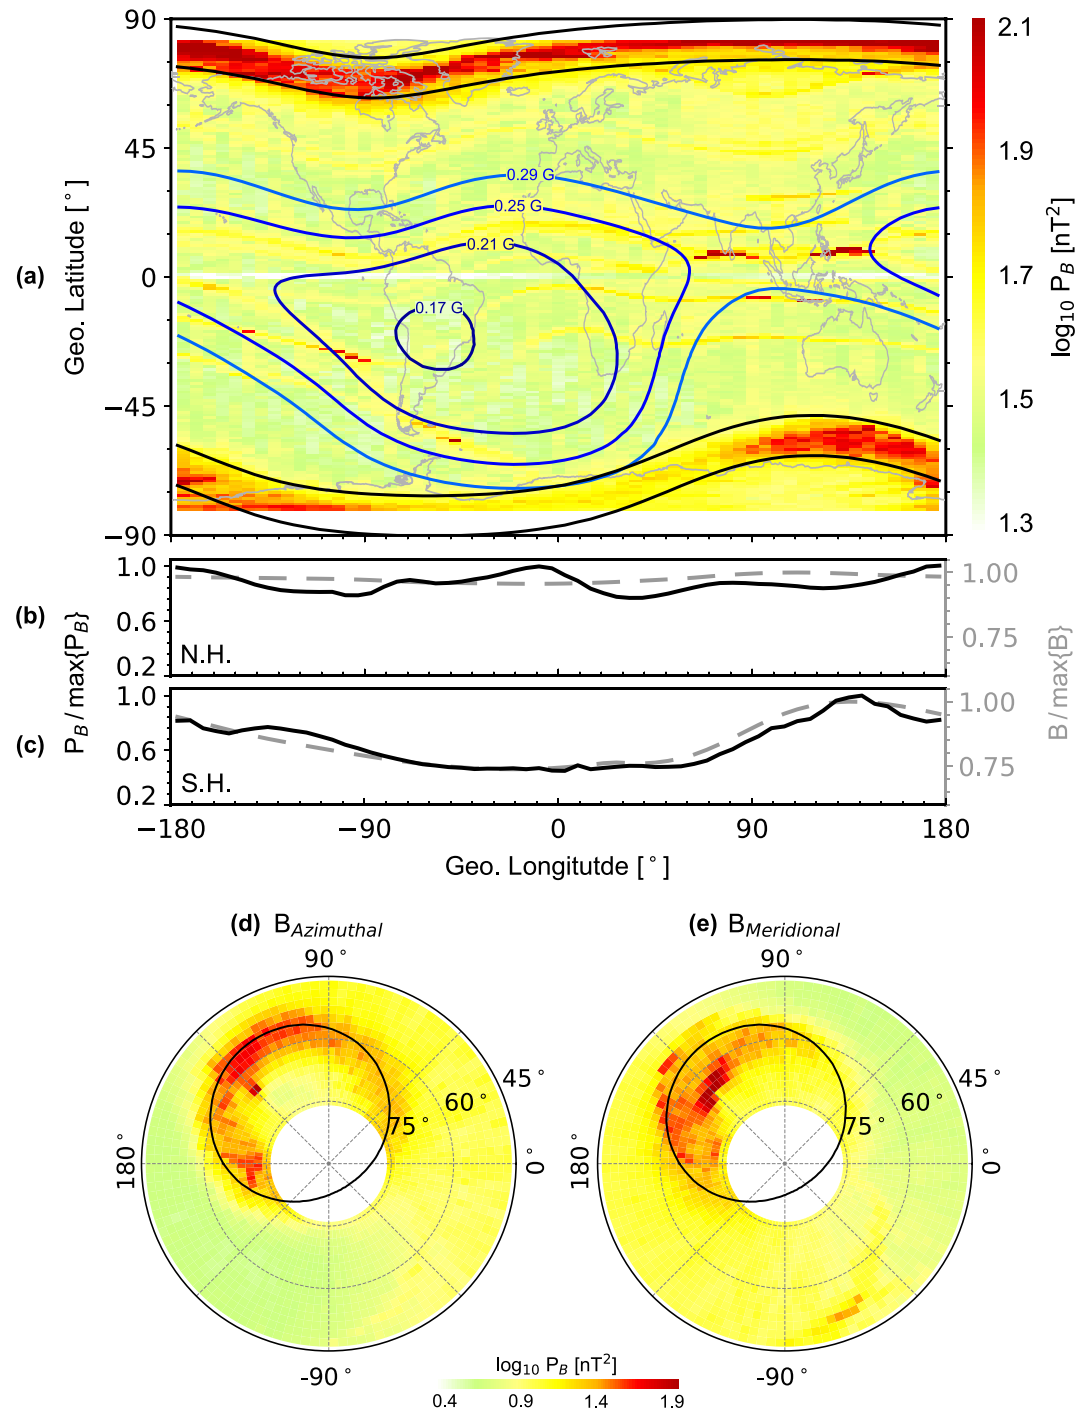 90
45
0
−45
−90
Geo. Latitude [ ° ]
(a)
0.29 G
0.25 G
0.21 G
0.17 G
2.1
1.9
1.7
1.5
1.3
log10 PB [nT2]
(b)
1.0
0.6
0.2
N.H.
1.00
0.75
(c)
1.0
0.6
0.2
S.H.
1.00
0.75
PB / max{PB}
B / max{B}
−180
−90
0
90
180
Geo. Longitutde [ ° ]
(d) BAzimuthal
90 °
45 °
60 °
75 °
180 °
0 °
-90 °
(e) BMeridional
90 °
45 °
60 °
75 °
180 °
0 °
-90 °
log10 PB [nT2]
0.4 0.9 1.4 1.9